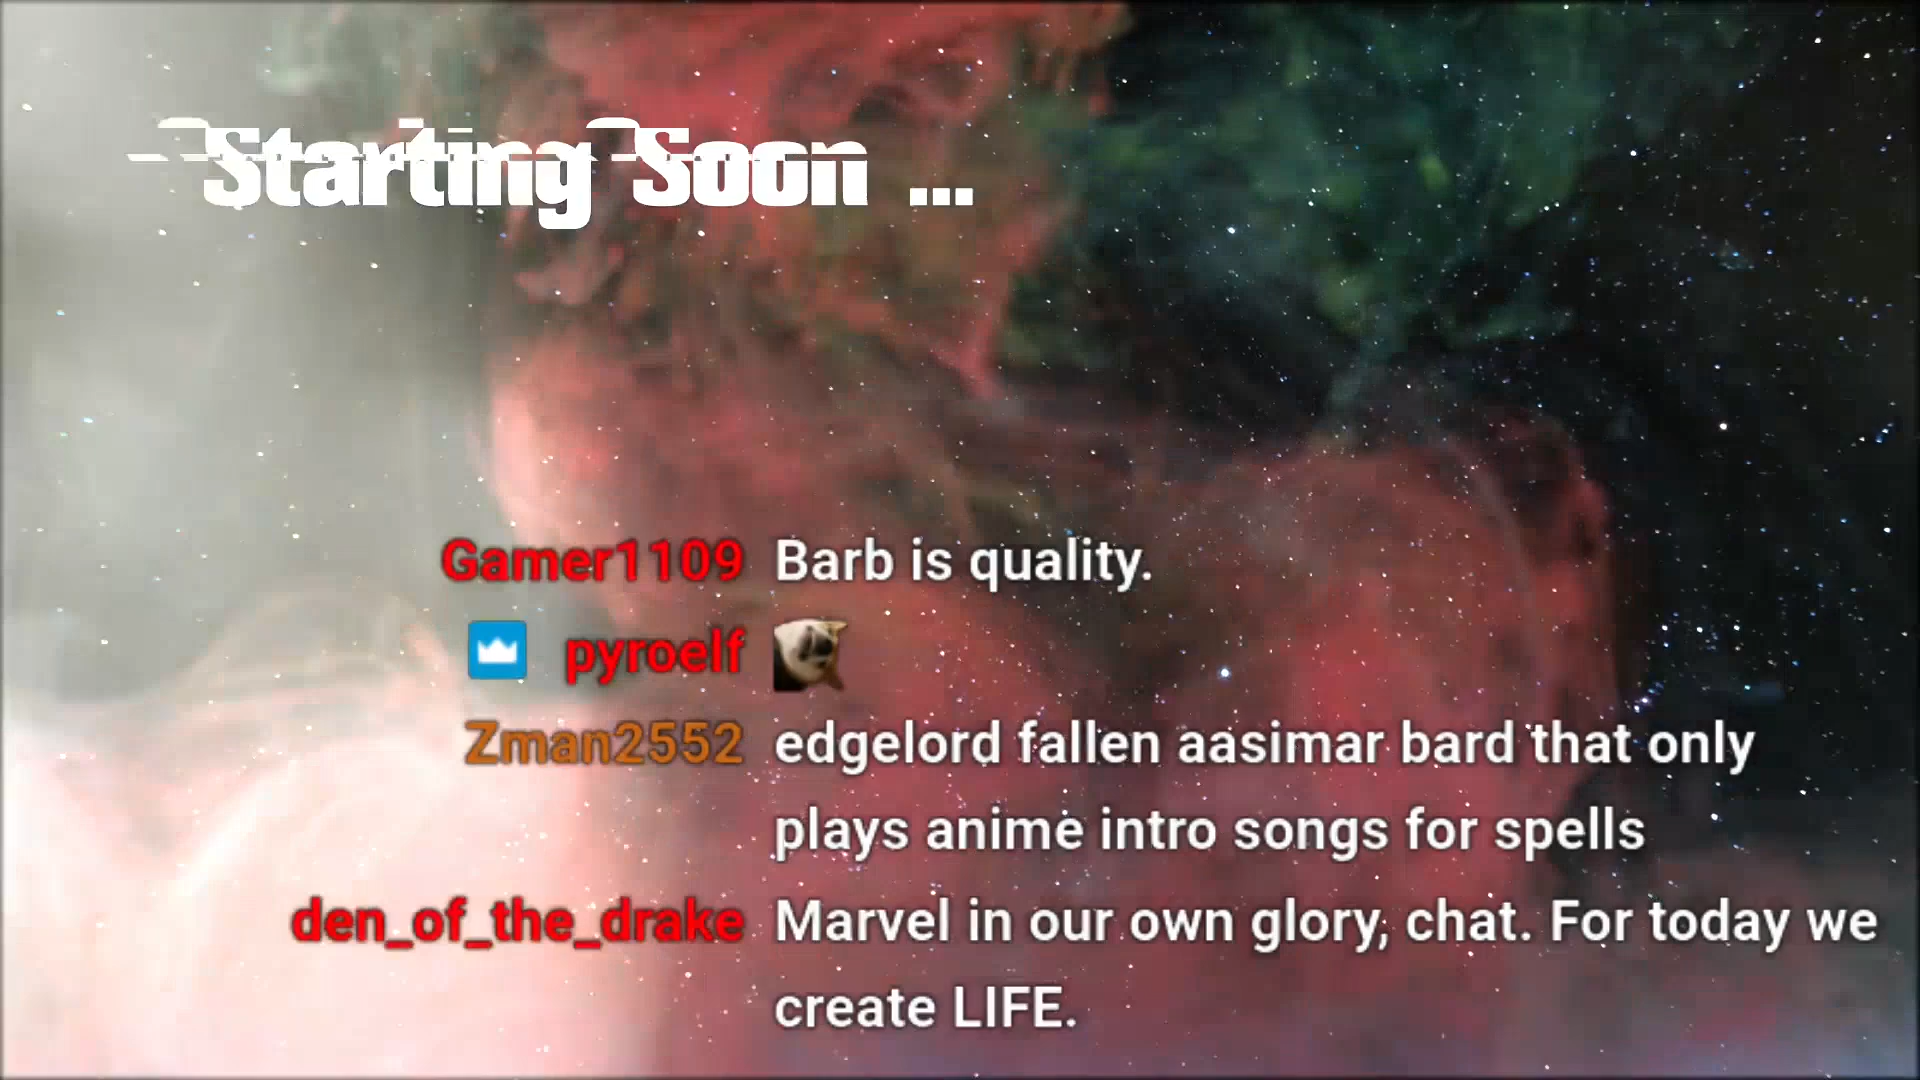 Starting Soon ...
Gamer1109 Barb is quality.
pyroelf
Zman2552 edgelord fallen aasimar bard that only
plays anime intro songs for spells
den_of_the_drake Marvel in our own glory, chat. For today we
create LIFE.